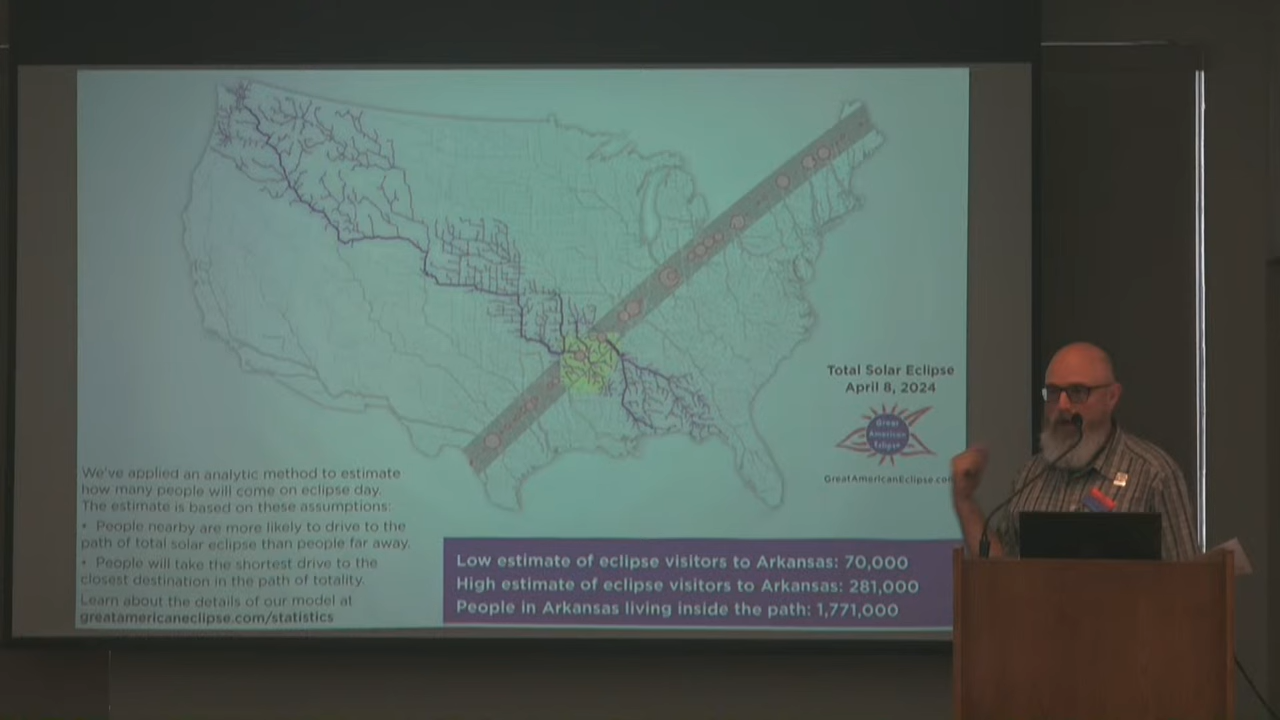 Total Solar Eclipse
April 8, 2024
Great
American
Eclipse
GreatAmericanEclipse.com
We've applied an analytic method to estimate
how many people will come on eclipse day.
The estimate is based on these assumptions:
• People nearby are more likely to drive to the
path of total solar eclipse than people far away.
• People will take the shortest drive to the
closest destination in the path of totality.
Learn about the details of our model at
greatamericaneclipse.com/statistics
Low estimate of eclipse visitors to Arkansas: 70,000
High estimate of eclipse visitors to Arkansas: 281,000
People in Arkansas living inside the path: 1,771,000